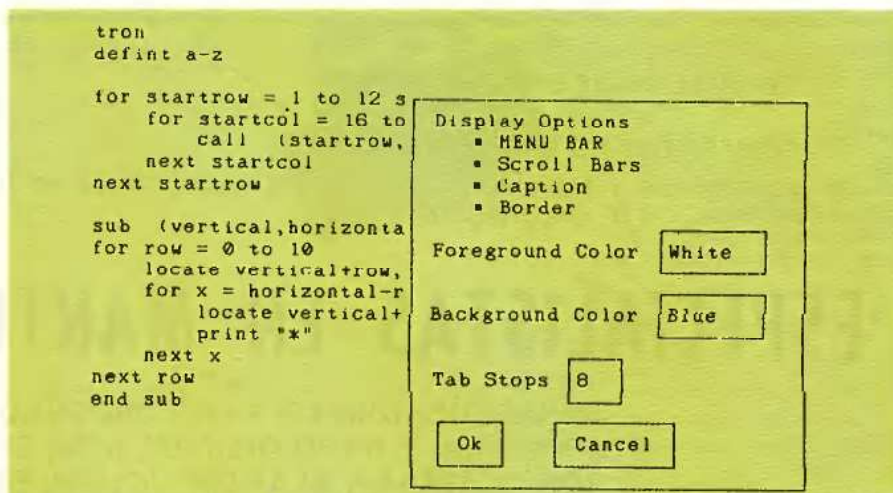 tron
defint a-z
for startrow = 1 to 12 s
for startcol = 16 to
call (startrow,
next startcol
next startrow
sub (vertical,horizonta
for row = 0 to 10
locate vertical+row,
for x = horizontal-r
locate vertical+
print "*"
next x
next row
end sub
Display Options
▪ MENU BAR
▪ Scroll Bars
▪ Caption
▪ Border
Foreground Color White
Background Color Blue
Tab Stops 8
Ok Cancel